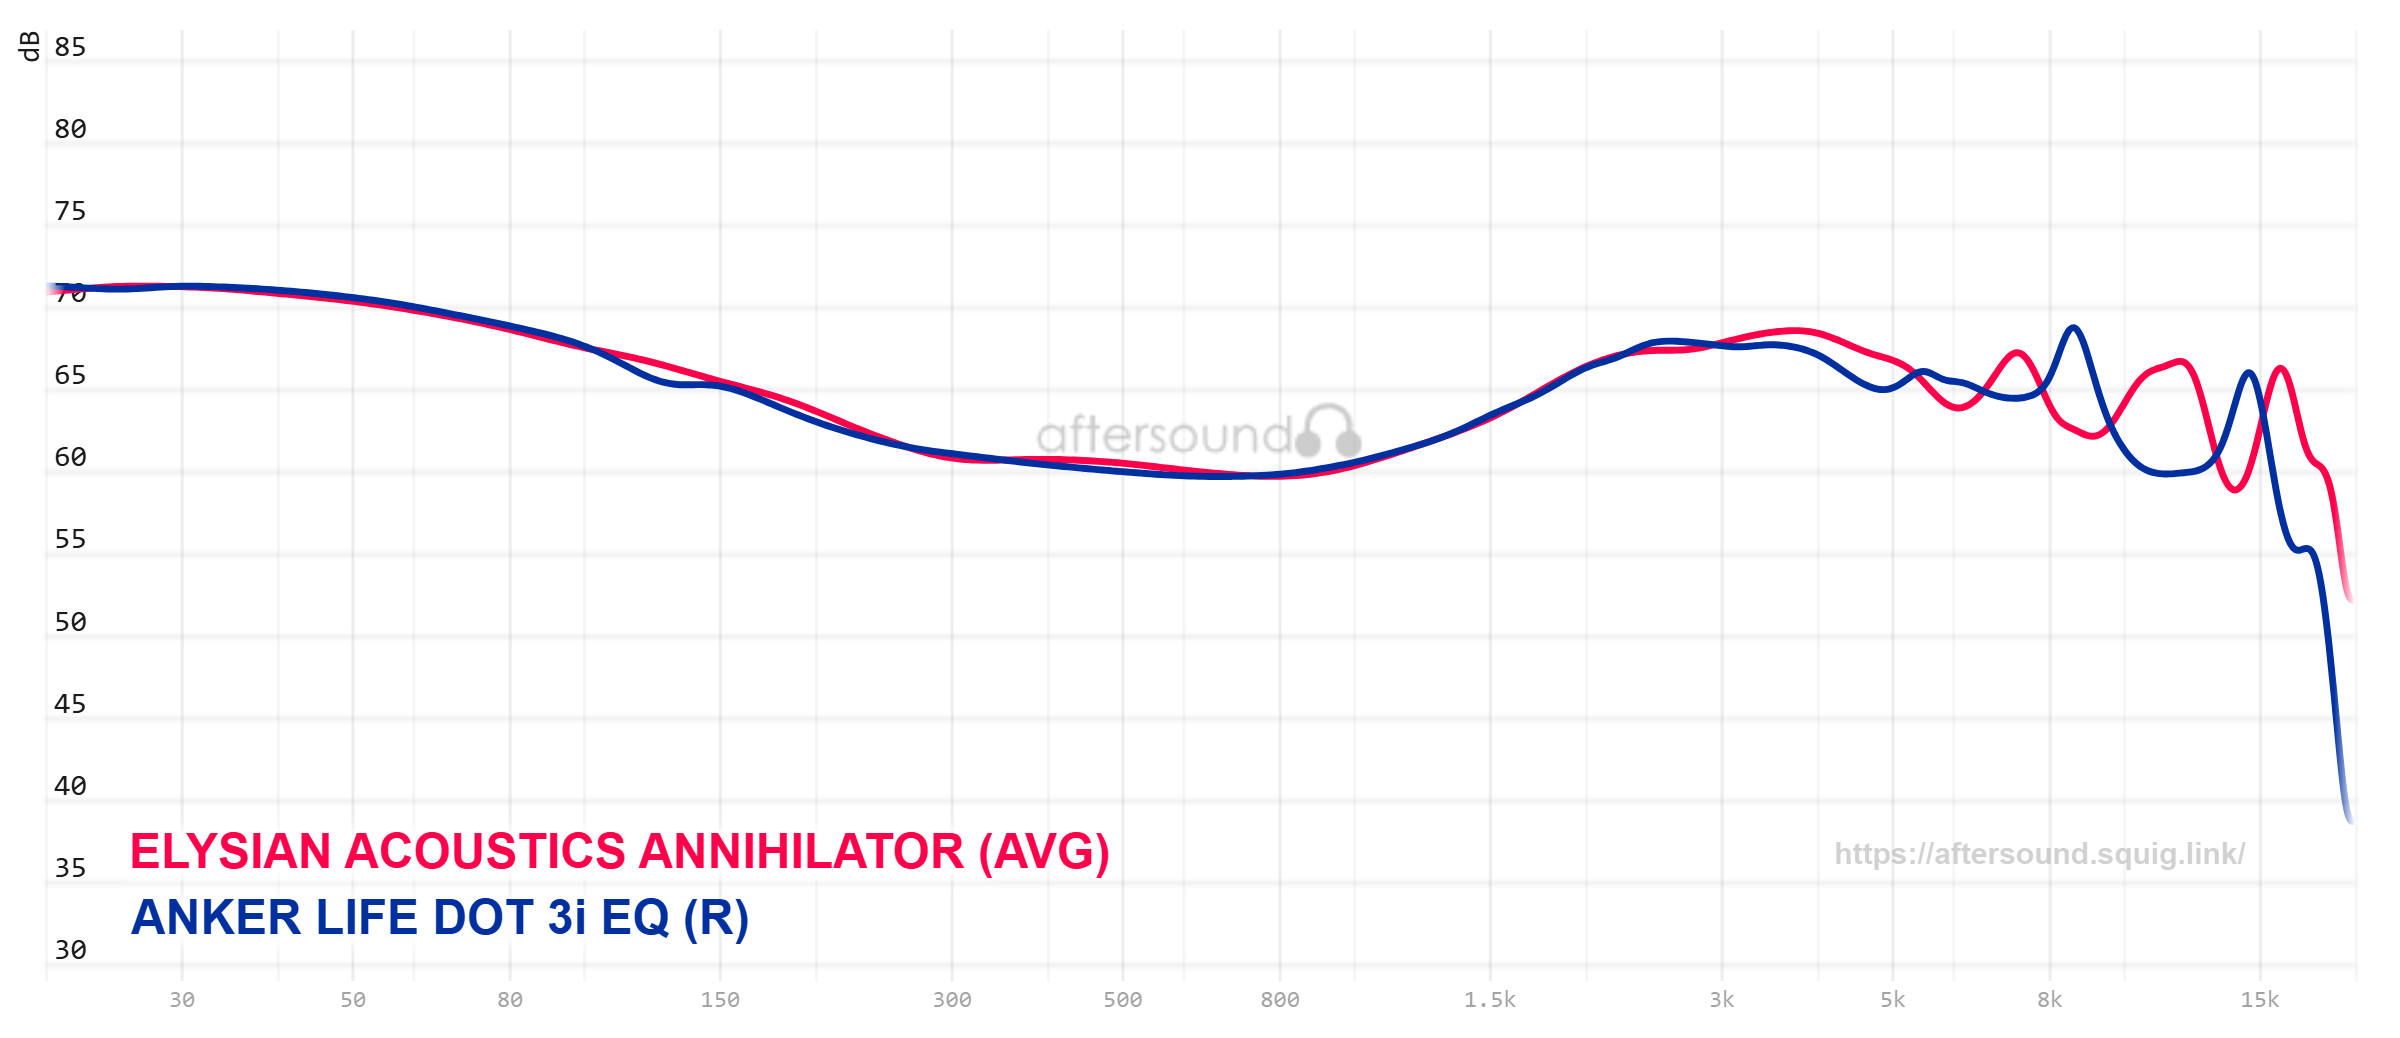 dB
85
80
75
70
65
60
55
50
45
40
35
30
aftersound
ELYSIAN ACOUSTICS ANNIHILATOR (AVG)
https://aftersound.squig.link/
ANKER LIFE DOT 3i EQ (R)
30 50 80 150 300 500 800 1.5k 3k 5k 8k 15k